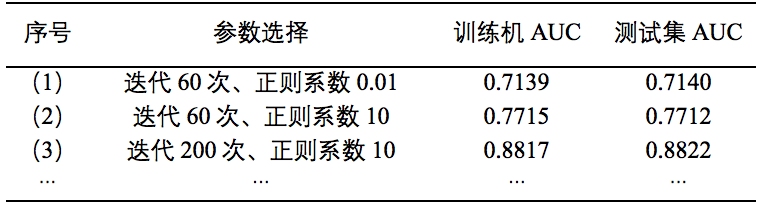 序号 参数选择 训练机 AUC 测试集 AUC
(1) 迭代 60 次、正则系数 0.01 0.7139 0.7140
(2) 迭代 60 次、正则系数 10 0.7715 0.7712
(3) 迭代 200 次、正则系数 10 0.8817 0.8822
... ... ... ...